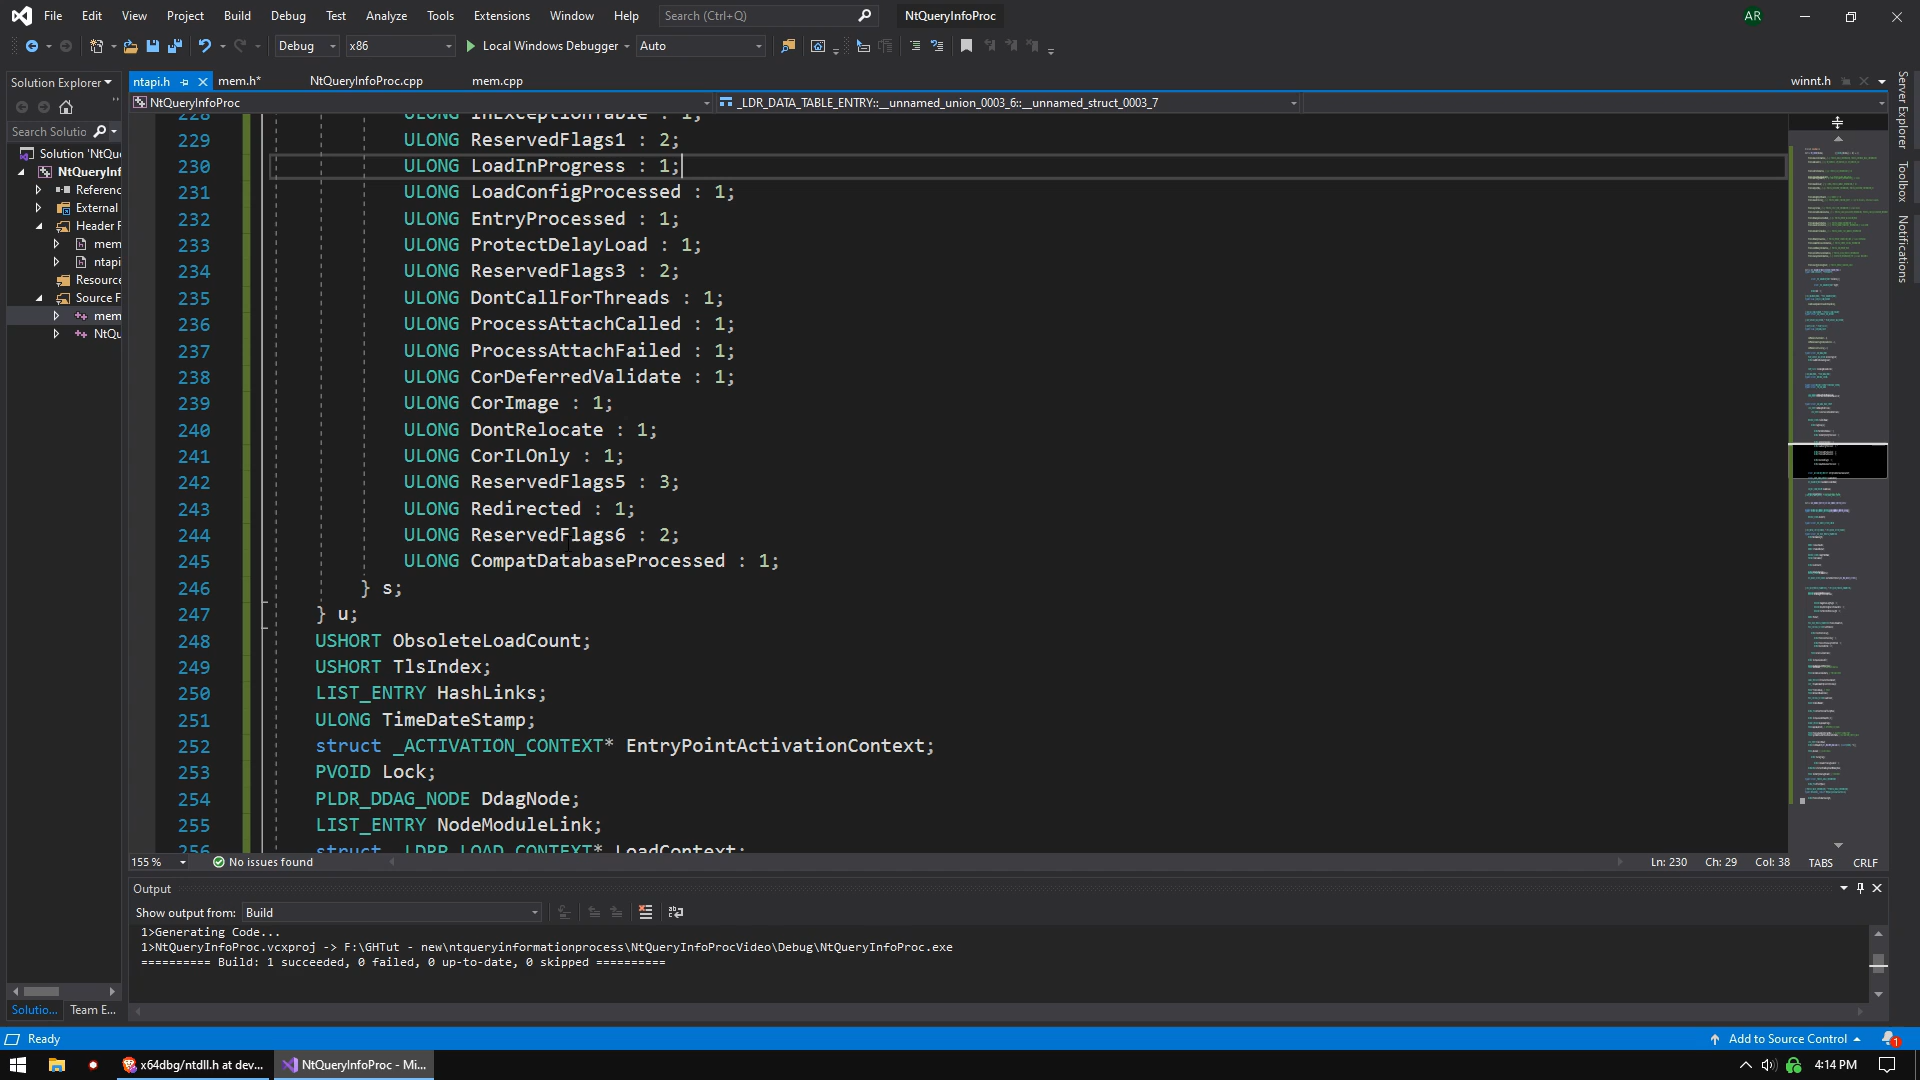 File Edit View Project Build Debug Test Analyze Tools Extensions Window Help Search (Ctrl+Q) NtQueryInfoProc AR
Debug x86 Local Windows Debugger Auto
Solution Explorer ntapi.h mem.h* NtQueryInfoProc.cpp mem.cpp winnt.h
NtQueryInfoProc _LDR_DATA_TABLE_ENTRY::__unnamed_union_0003_6::__unnamed_struct_0003_7
Search Solutio
Solution 'NtQu
NtQueryInf
Referenc
External
Header F
mem
ntapi
Resource
Source F
mem
NtQu
Solutio... Team E...
228 ULONG InExceptionTable : 1;
229 ULONG ReservedFlags1 : 2;
230 ULONG LoadInProgress : 1;
231 ULONG LoadConfigProcessed : 1;
232 ULONG EntryProcessed : 1;
233 ULONG ProtectDelayLoad : 1;
234 ULONG ReservedFlags3 : 2;
235 ULONG DontCallForThreads : 1;
236 ULONG ProcessAttachCalled : 1;
237 ULONG ProcessAttachFailed : 1;
238 ULONG CorDeferredValidate : 1;
239 ULONG CorImage : 1;
240 ULONG DontRelocate : 1;
241 ULONG CorILOnly : 1;
242 ULONG ReservedFlags5 : 3;
243 ULONG Redirected : 1;
244 ULONG ReservedFlags6 : 2;
245 ULONG CompatDatabaseProcessed : 1;
246 } s;
247 } u;
248 USHORT ObsoleteLoadCount;
249 USHORT TlsIndex;
250 LIST_ENTRY HashLinks;
251 ULONG TimeDateStamp;
252 struct _ACTIVATION_CONTEXT* EntryPointActivationContext;
253 PVOID Lock;
254 PLDR_DDAG_NODE DdagNode;
255 LIST_ENTRY NodeModuleLink;
256 struct _LDRP_LOAD_CONTEXT* LoadContext;
155 % No issues found Ln: 230 Ch: 29 Col: 38 TABS CRLF
Server Explorer
Toolbox
Notifications
Output
Show output from: Build
1>Generating Code...
1>NtQueryInfoProc.vcxproj -> F:\GHTut - new\ntqueryinformationprocess\NtQueryInfoProcVideo\Debug\NtQueryInfoProc.exe
========== Build: 1 succeeded, 0 failed, 0 up-to-date, 0 skipped ==========
Ready Add to Source Control 1
x64dbg/ntdll.h at dev... NtQueryInfoProc - Mi... 4:14 PM